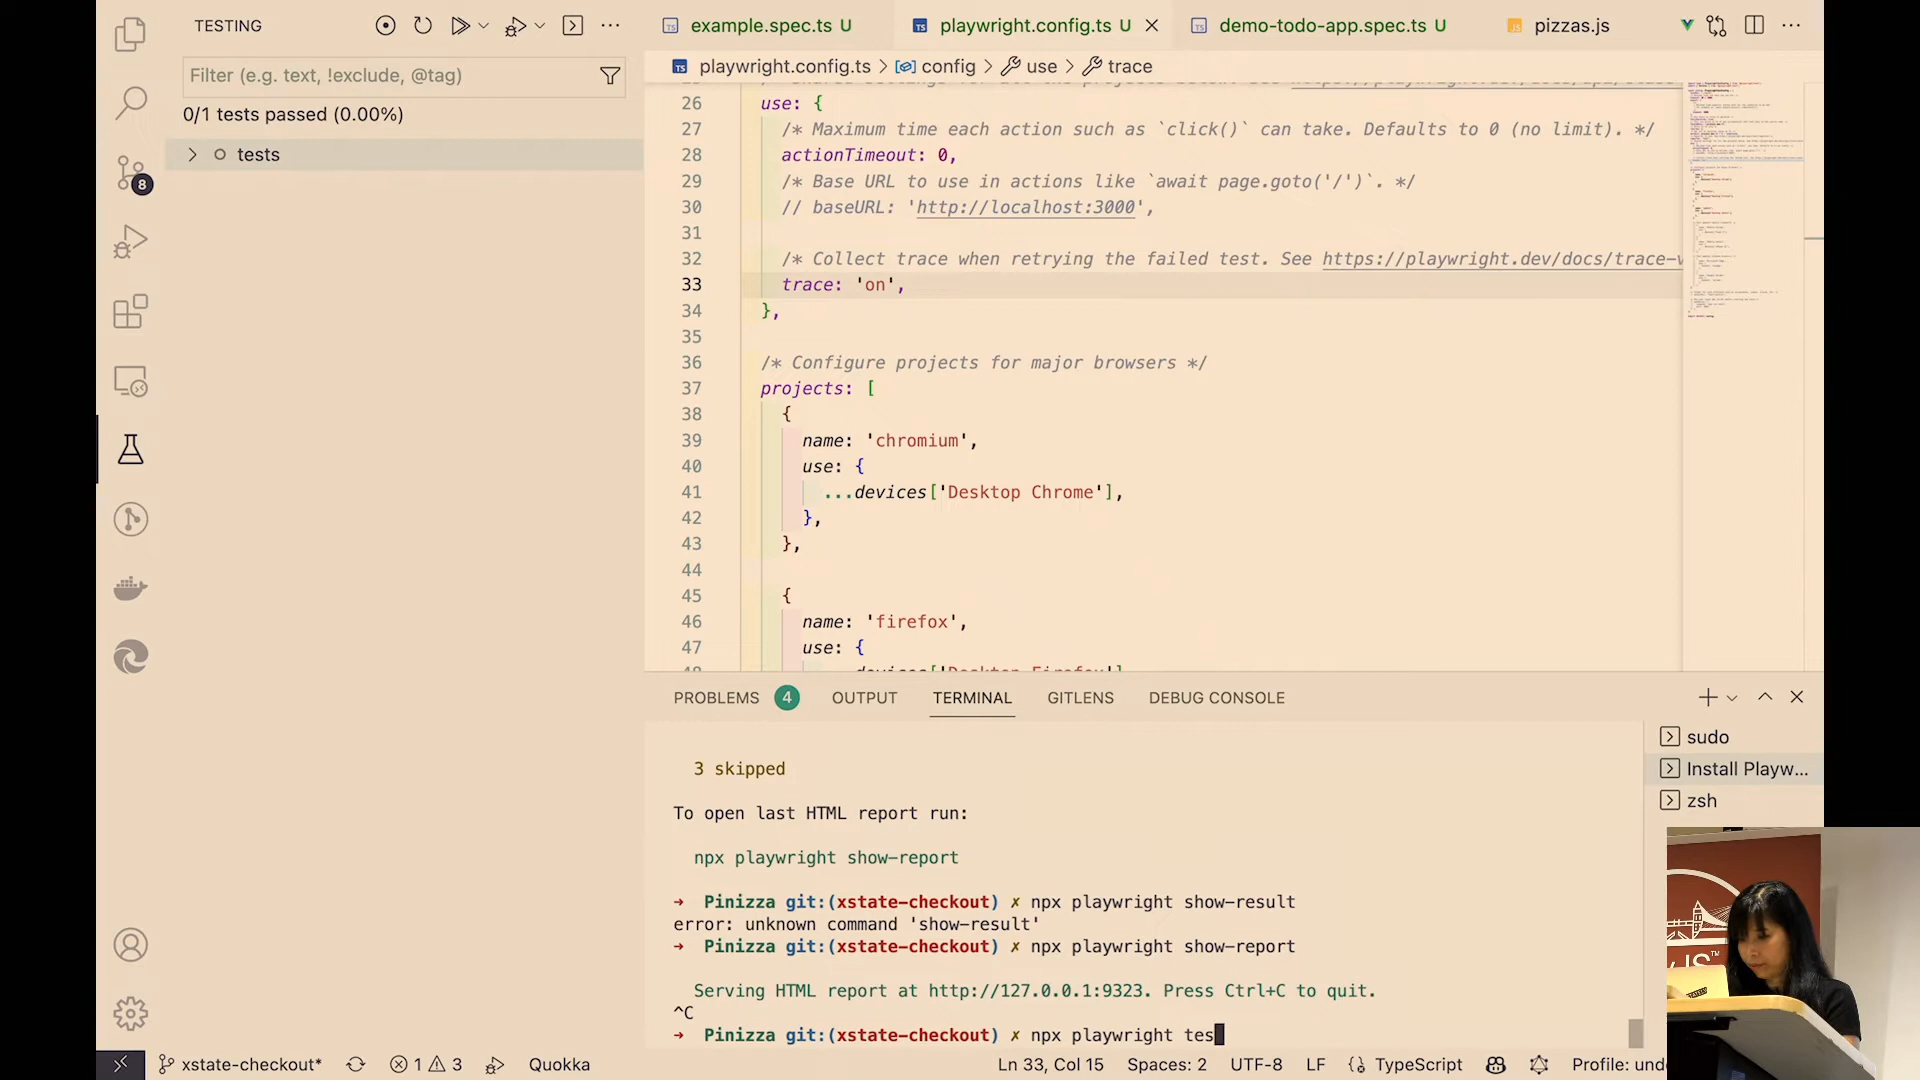 TESTING
example.spec.ts U
playwright.config.ts U
demo-todo-app.spec.ts U
JS pizzas.js
Filter (e.g. text, !exclude, @tag)
TS playwright.config.ts > config > use > trace
0/1 tests passed (0.00%)
tests
8
26 use: {
27 /* Maximum time each action such as `click()` can take. Defaults to 0 (no limit). */
28 actionTimeout: 0,
29 /* Base URL to use in actions like `await page.goto('/')`. */
30 // baseURL: 'http://localhost:3000',
31
32 /* Collect trace when retrying the failed test. See https://playwright.dev/docs/trace-v
33 trace: 'on',
34 },
35
36 /* Configure projects for major browsers */
37 projects: [
38 {
39 name: 'chromium',
40 use: {
41 ...devices['Desktop Chrome'],
42 },
43 },
44
45 {
46 name: 'firefox',
47 use: {
PROBLEMS 4 OUTPUT TERMINAL GITLENS DEBUG CONSOLE
3 skipped
To open last HTML report run:
npx playwright show-report
→ Pinizza git:(xstate-checkout) ✗ npx playwright show-result
error: unknown command 'show-result'
→ Pinizza git:(xstate-checkout) ✗ npx playwright show-report
Serving HTML report at http://127.0.0.1:9323. Press Ctrl+C to quit.
^C
→ Pinizza git:(xstate-checkout) ✗ npx playwright tes
sudo
Install Playw...
zsh
xstate-checkout* 1 3 Quokka
Ln 33, Col 15 Spaces: 2 UTF-8 LF TypeScript Profile: und